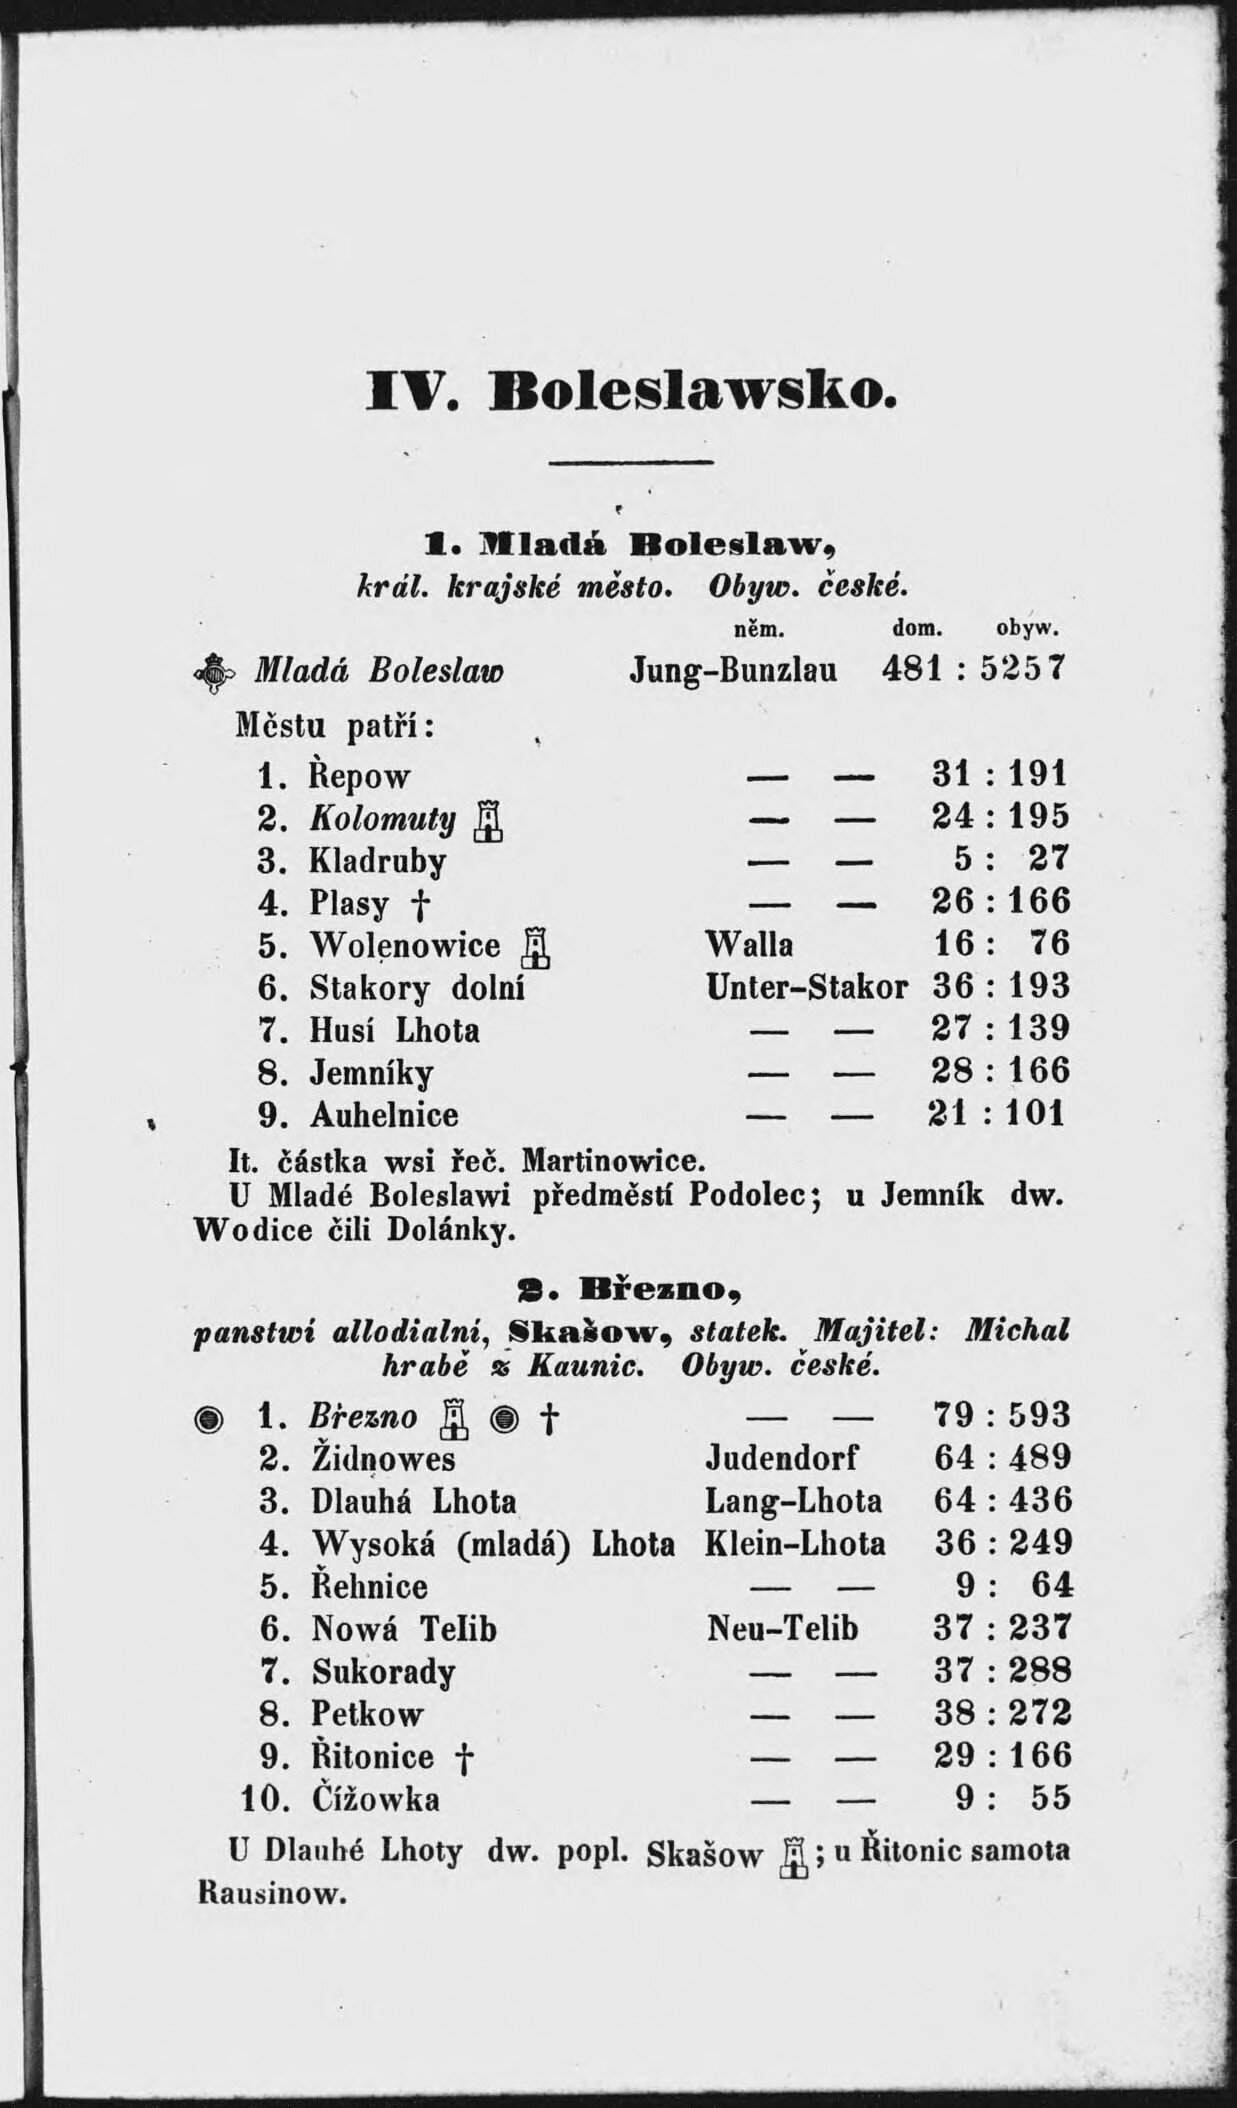 IV. Boleslawsko.
1. Mladá Boleslaw,
král. krajské město. Obyw. české.
něm. dom. obyw.
Mladá Boleslaw Jung-Bunzlau 481 : 5257
Městu patří:
1. Řepow — — 31 : 191
2. Kolomuty — — 24 : 195
3. Kladruby — — 5 : 27
4. Plasy † — — 26 : 166
5. Wolenowice Walla 16 : 76
6. Stakory dolní Unter-Stakor 36 : 193
7. Husí Lhota — — 27 : 139
8. Jemníky — — 28 : 166
9. Auhelnice — — 21 : 101
It. částka wsi řeč. Martinowice.
U Mladé Boleslawi předměstí Podolec; u Jemník dw.
Wodice čili Dolánky.
2. Březno,
panstwí allodialní, Skašow, statek. Majitel: Michal
hrabě z Kaunic. Obyw. české.
1. Březno † — — 79 : 593
2. Židnowes Judendorf 64 : 489
3. Dlauhá Lhota Lang-Lhota 64 : 436
4. Wysoká (mladá) Lhota Klein-Lhota 36 : 249
5. Řehnice — — 9 : 64
6. Nowá Telib Neu-Telib 37 : 237
7. Sukorady — — 37 : 288
8. Petkow — — 38 : 272
9. Řitonice † — — 29 : 166
10. Čížowka — — 9 : 55
U Dlauhé Lhoty dw. popl. Skašow ; u Řitonic samota
Rausinow.